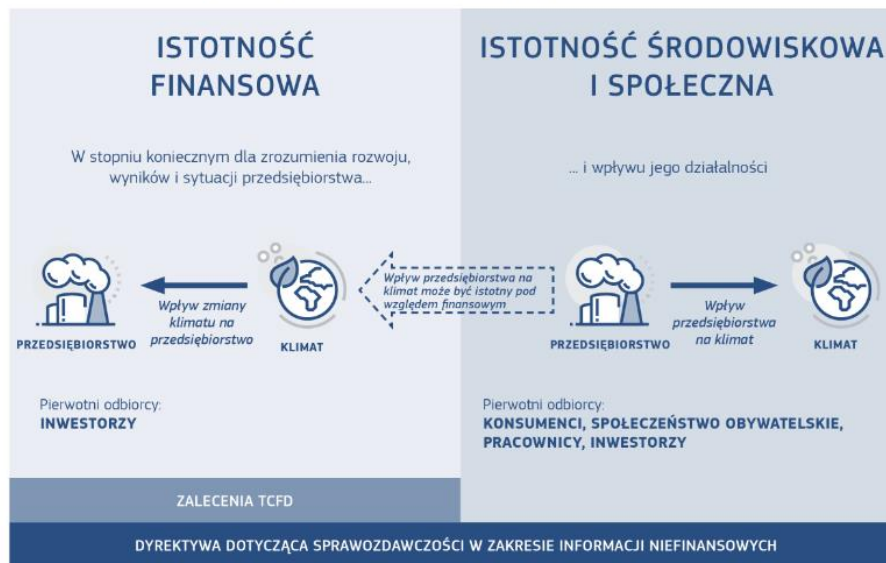 ISTOTNOŚĆ
FINANSOWA
W stopniu koniecznym dla zrozumienia rozwoju,
wyników i sytuacji przedsiębiorstwa...
PRZEDSIĘBIORSTWO
Wpływ zmiany
klimatu na
przedsiębiorstwo
KLIMAT
Pierwotni odbiorcy:
INWESTORZY
Wpływ przedsiębiorstwa na
klimat może być istotny pod
względem finansowym
ISTOTNOŚĆ ŚRODOWISKOWA
I SPOŁECZNA
... i wpływu jego działalności
PRZEDSIĘBIORSTWO
Wpływ
przedsiębiorstwa
na klimat
KLIMAT
Pierwotni odbiorcy:
KONSUMENCI, SPOŁECZEŃSTWO OBYWATELSKIE,
PRACOWNICY, INWESTORZY
ZALECENIA TCFD
DYREKTYWA DOTYCZĄCA SPRAWOZDAWCZOŚCI W ZAKRESIE INFORMACJI NIEFINANSOWYCH